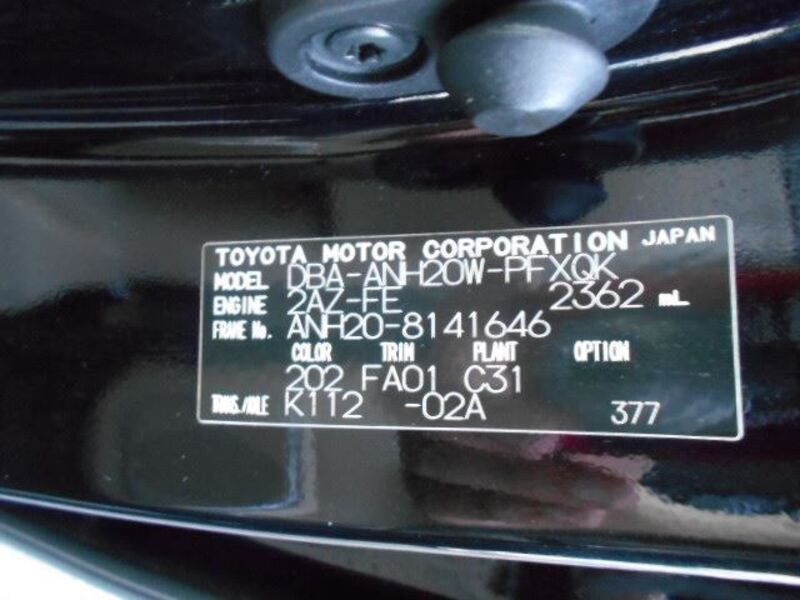 TOYOTA MOTOR CORPORATION JAPAN
MODEL DBA-ANH20W-PFXQK
ENGINE 2AZ-FE 2362 mL
FRAME No. ANH20-8141646
COLOR TRIM PLANT OPTION
202 FA01 C31
TRANS./AXLE K112 -02A 377